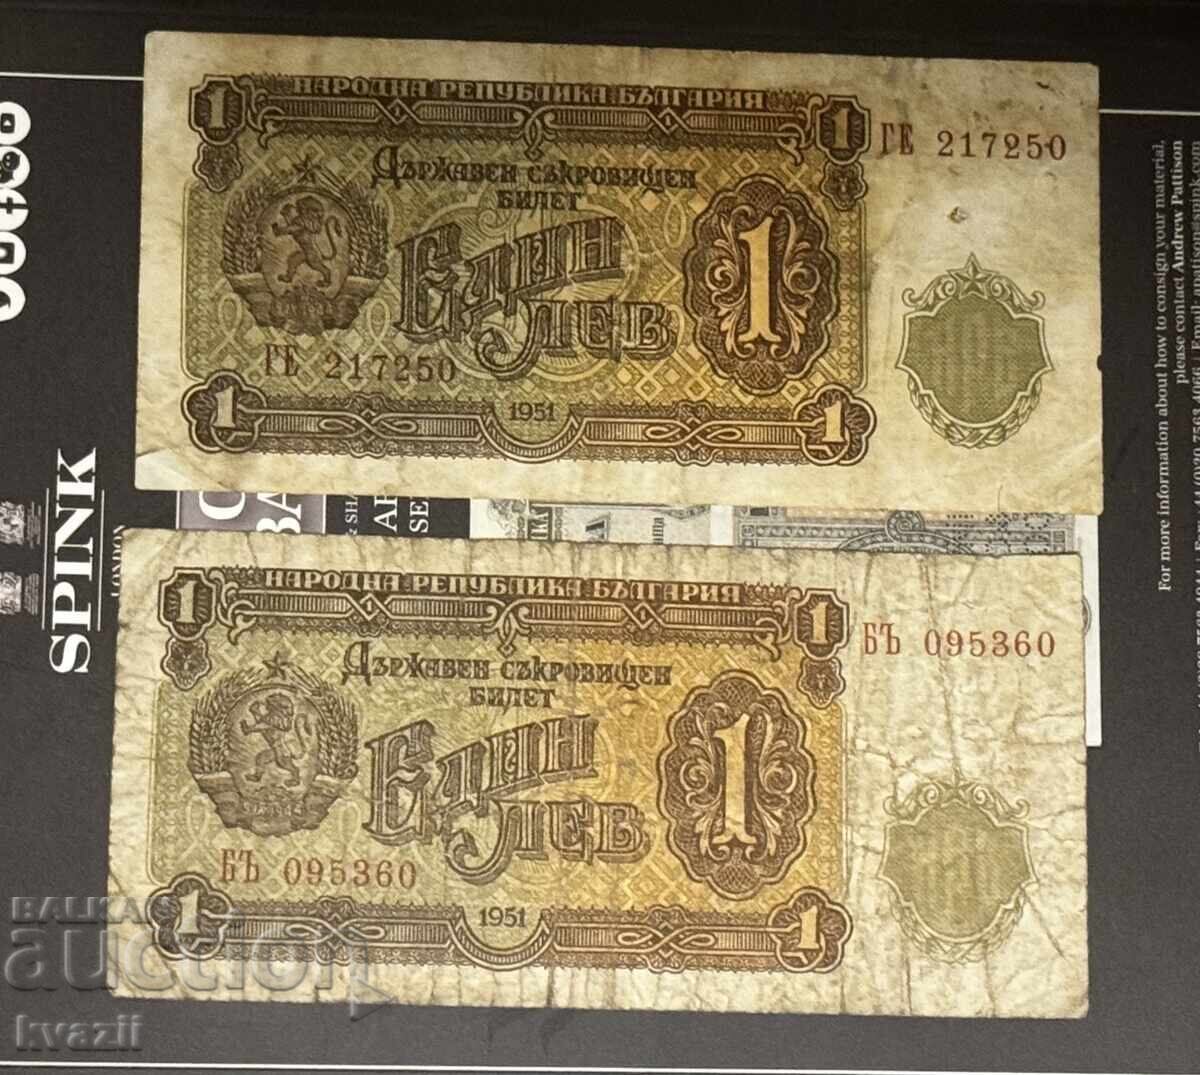 1
НАРОДНА РЕПУБЛИКА БЪЛГАРИЯ
1
ГЕ 217250
ДЪРЖАВЕН СЪКРОВИЩЕН
БИЛЕТ
ЕДИН
ЛЕВ
1
ГЕ 217250
1
1951
1
SPINK
LONDON
1
НАРОДНА РЕПУБЛИКА БЪЛГАРИЯ
1
БЪ 095360
ДЪРЖАВЕН СЪКРОВИЩЕН
БИЛЕТ
ЕДИН
ЛЕВ
1
БЪ 095360
1
1951
1
For more information about how to consign your material,
please contact Andrew Pattison
BALKAN
auction
kvazii